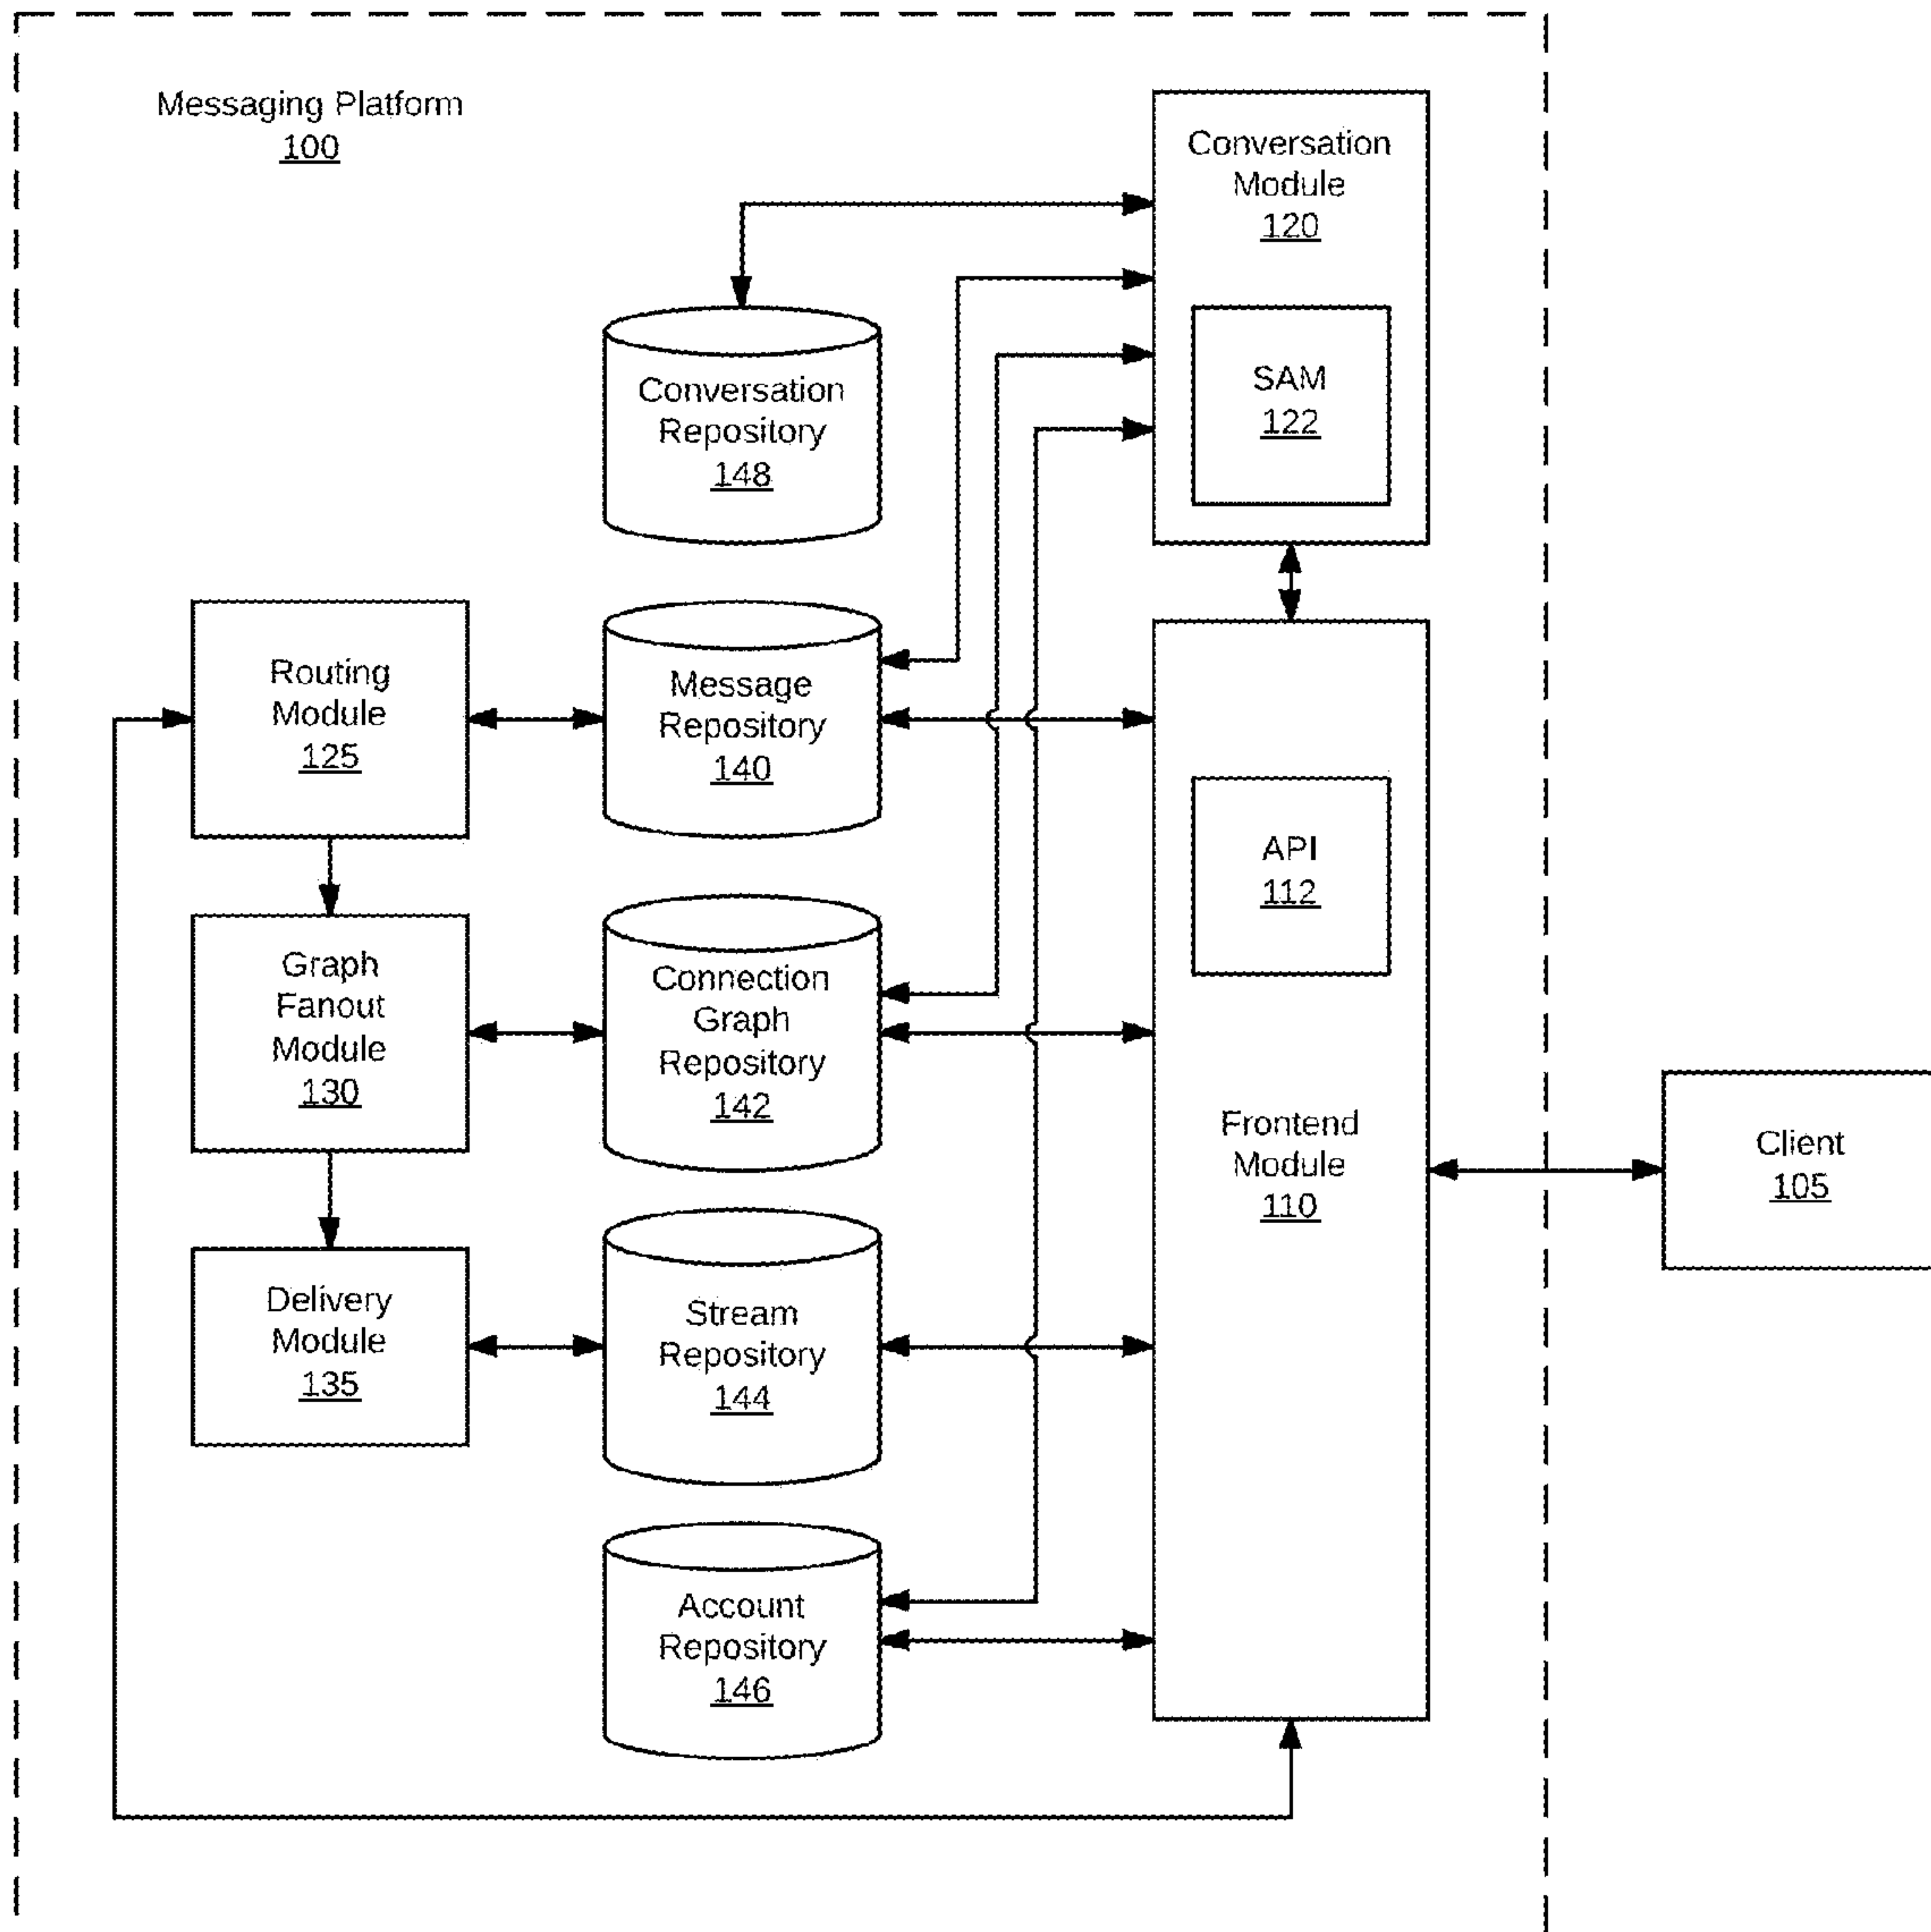 Messaging Platform
100
Conversation
Module
120
SAM
122
Conversation
Repository
148
Routing
Module
125
Message
Repository
140
API
112
Graph
Fanout
Module
130
Connection
Graph
Repository
142
Frontend
Module
110
Client
105
Delivery
Module
135
Stream
Repository
144
Account
Repository
146